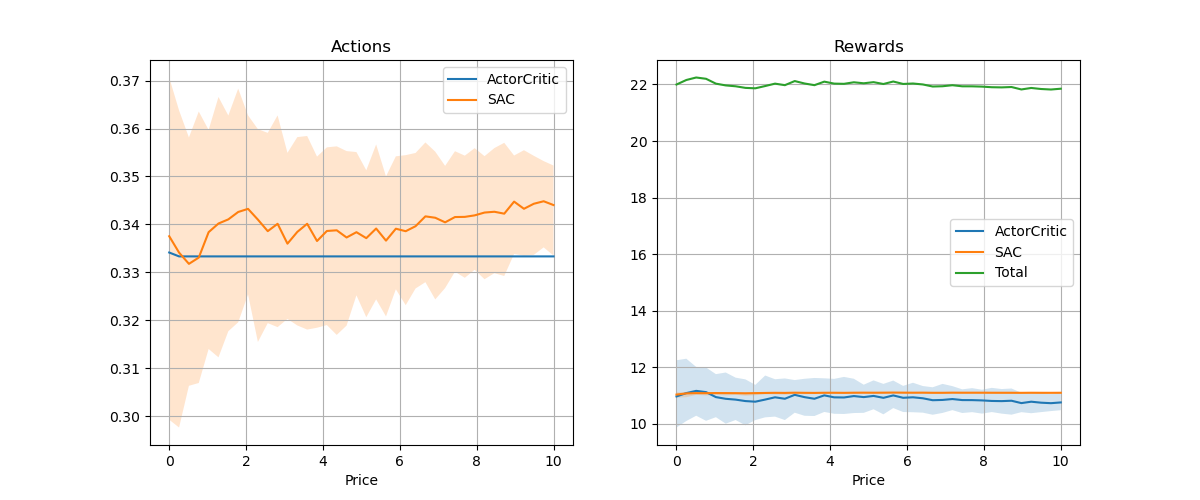 Actions
0.37
0.36
0.35
0.34
0.33
0.32
0.31
0.30
0 2 4 6 8 10
Price
ActorCritic
SAC
Rewards
22
20
18
16
14
12
10
0 2 4 6 8 10
Price
ActorCritic
SAC
Total